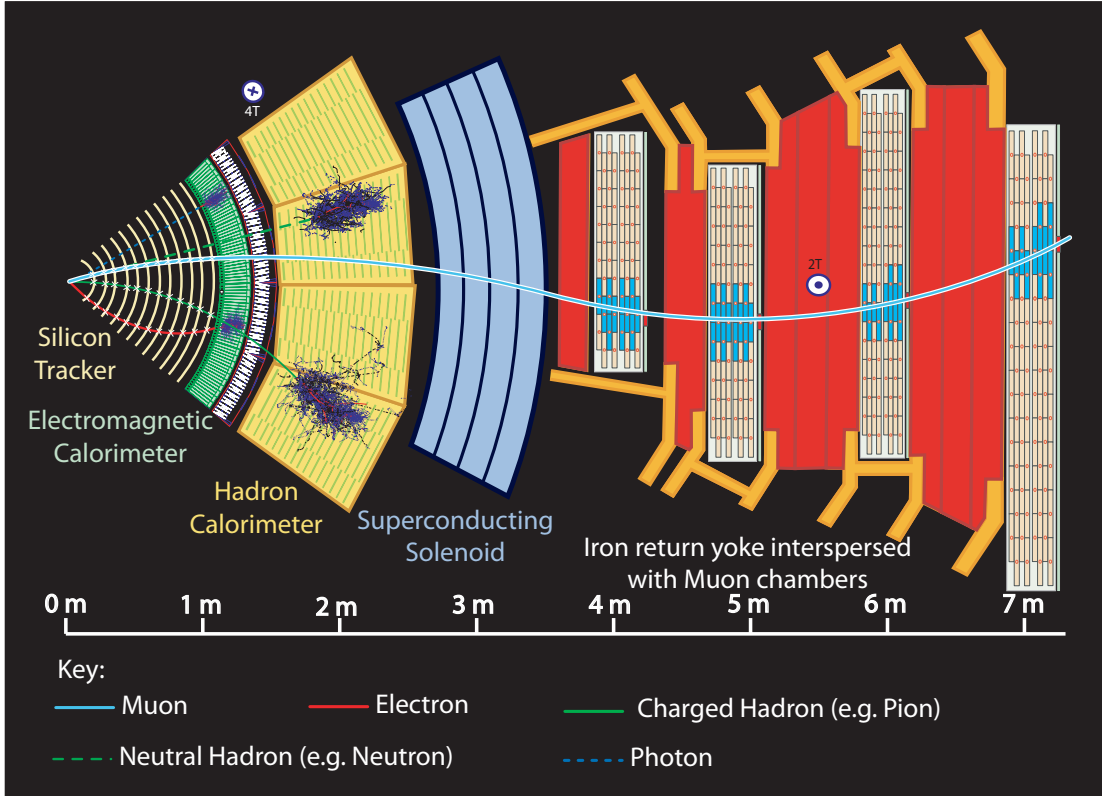 4T
2T
Silicon
Tracker
Electromagnetic
Calorimeter
Hadron
Calorimeter
Superconducting
Solenoid
Iron return yoke interspersed
with Muon chambers
0 m 1 m 2 m 3 m 4 m 5 m 6 m 7 m
Key:
Muon Electron Charged Hadron (e.g. Pion)
Neutral Hadron (e.g. Neutron) Photon